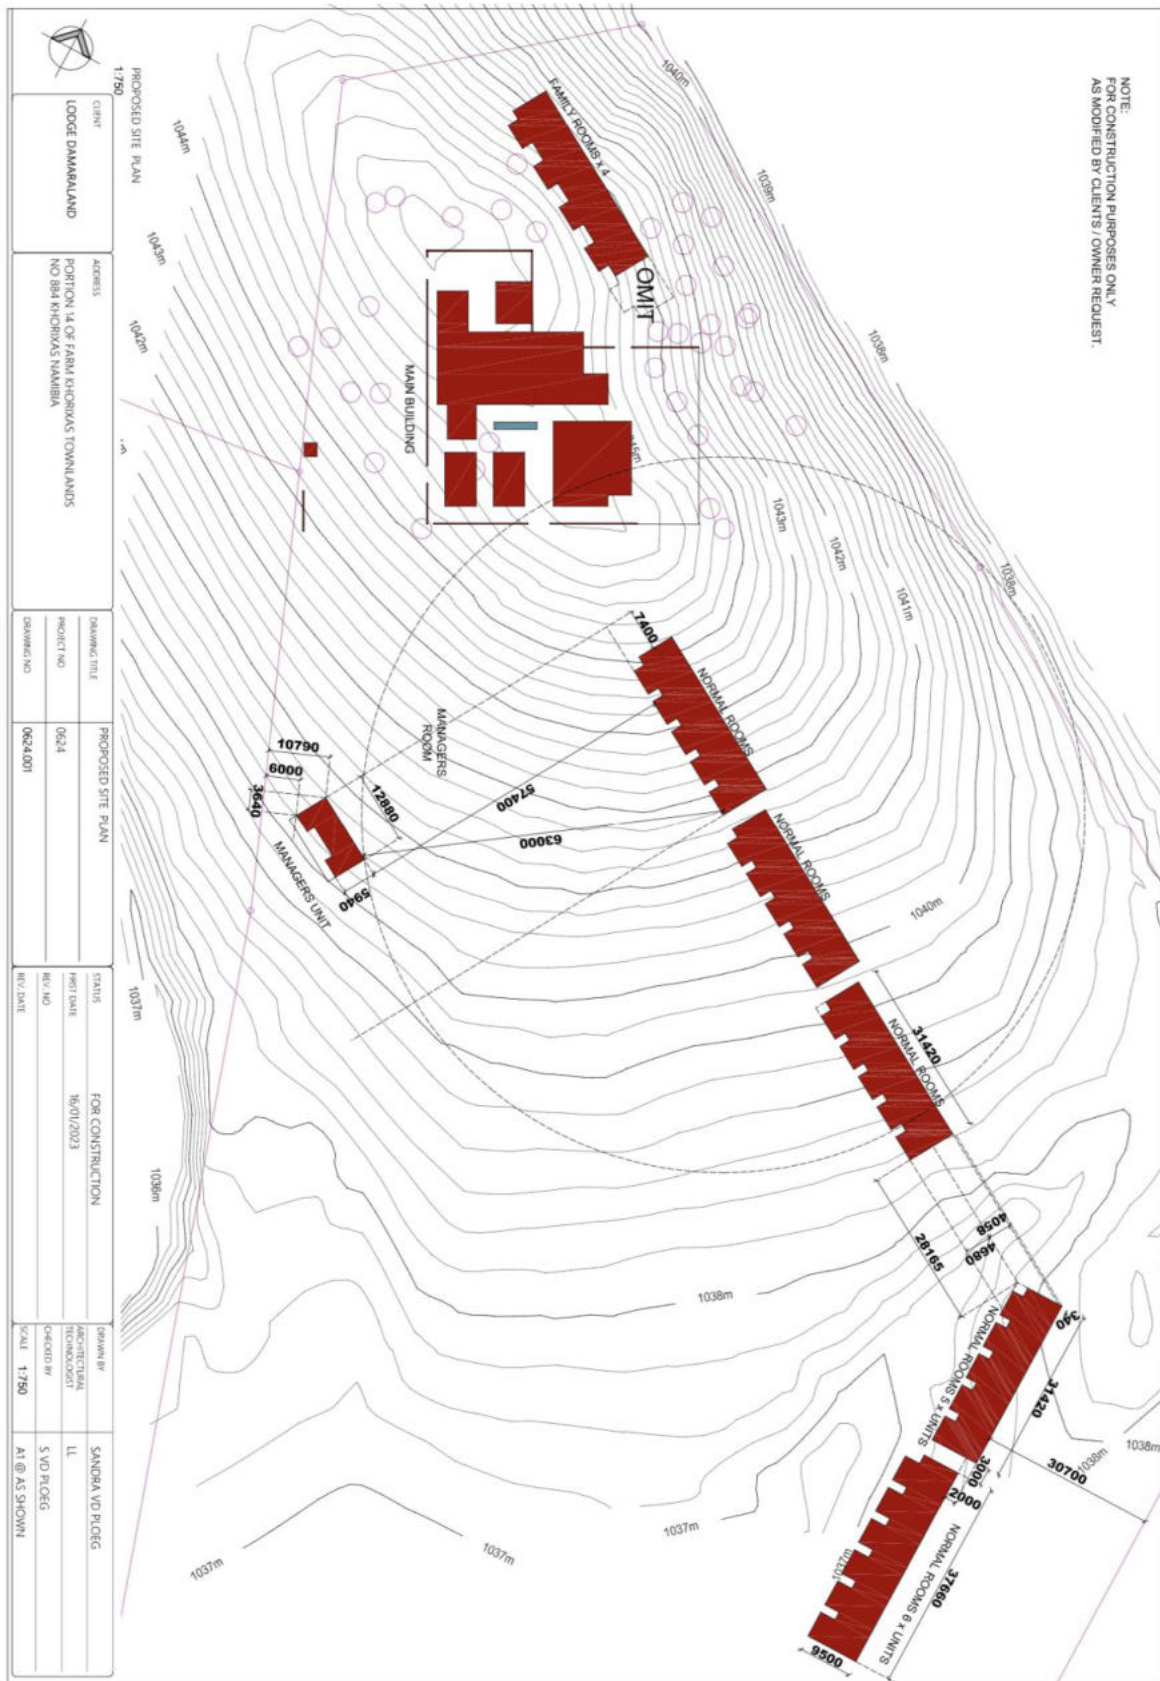 NOTE:
FOR CONSTRUCTION PURPOSES ONLY
AS MODIFIED BY CLIENTS / OWNER REQUEST.
1040m
1039m
1038m
1038m
1044m
1043m
1042m
FAMILY ROOMS x 4
OMIT
MAIN BUILDING
1043m
1042m
1041m
7400
NORMAL ROOMS
MANAGERS
ROOM
10790
6000
3640
12880
57400
63000
5940
MANAGERS UNIT
NORMAL ROOMS
1040m
NORMAL ROOMS
31420
1037m
1036m
4058
4680
28165
1038m
340
NORMAL ROOMS 5 x UNITS
31420
30700
1038m
1038m
3000
2000
NORMAL ROOMS 6 x UNITS
37660
9500
1037m
1037m
1037m
1037m
PROPOSED SITE PLAN
1:750
CLIENT
LODGE DAMARALAND
ADDRESS
PORTION 14 OF FARM KHORIXAS TOWNLANDS
NO 884 KHORIXAS NAMIBIA
DRAWING TITLE
PROPOSED SITE PLAN
PROJECT NO
0624
DRAWING NO
0624.001
STATUS
FOR CONSTRUCTION
FIRST DATE
16/01/2023
REV. NO
REV. DATE
DRAWN BY
SANDRA VD PLOEG
ARCHITECTURAL
TECHNOLOGIST
LL
CHECKED BY
S VD PLOEG
SCALE 1:750
A1 @ AS SHOWN